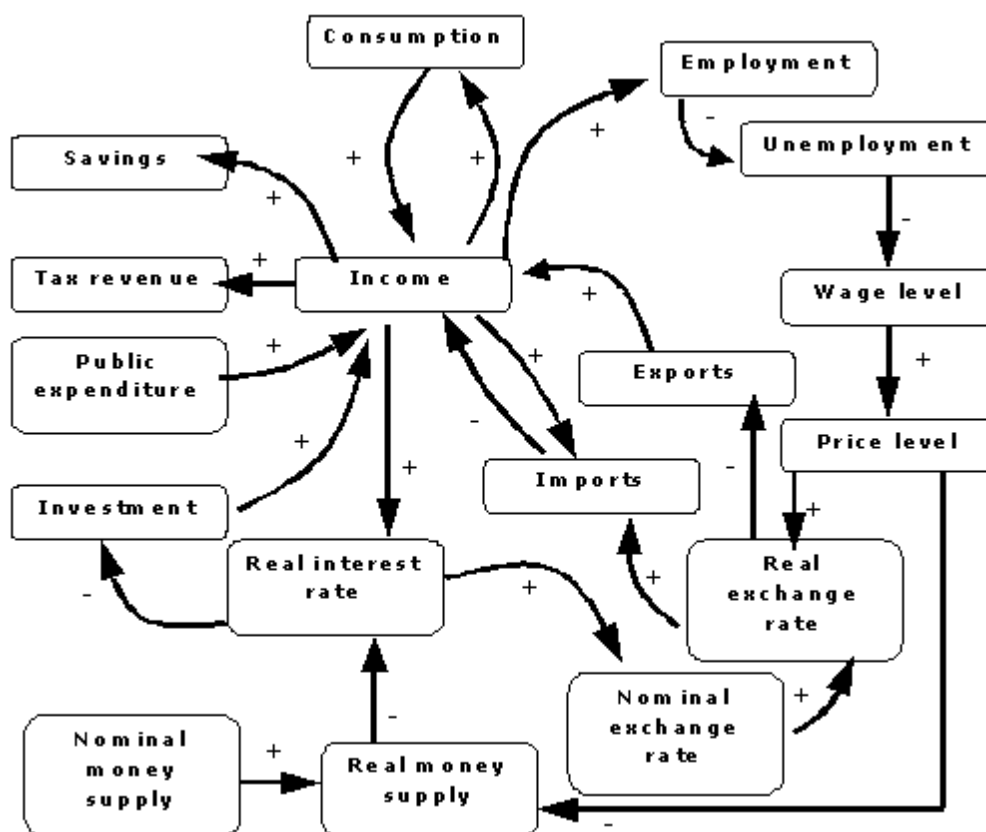 Consumption
Employment
-
+
Unemployment
Savings
+
+
+
-
Tax revenue
+
Income
+
Wage level
Public
expenditure
+
+
Exports
+
+
-
+
Price level
-
Imports
Investment
+
Real interest
rate
-
+
+
Real
exchange
rate
Nominal
exchange
rate
+
-
Nominal
money
supply
+
Real money
supply
-